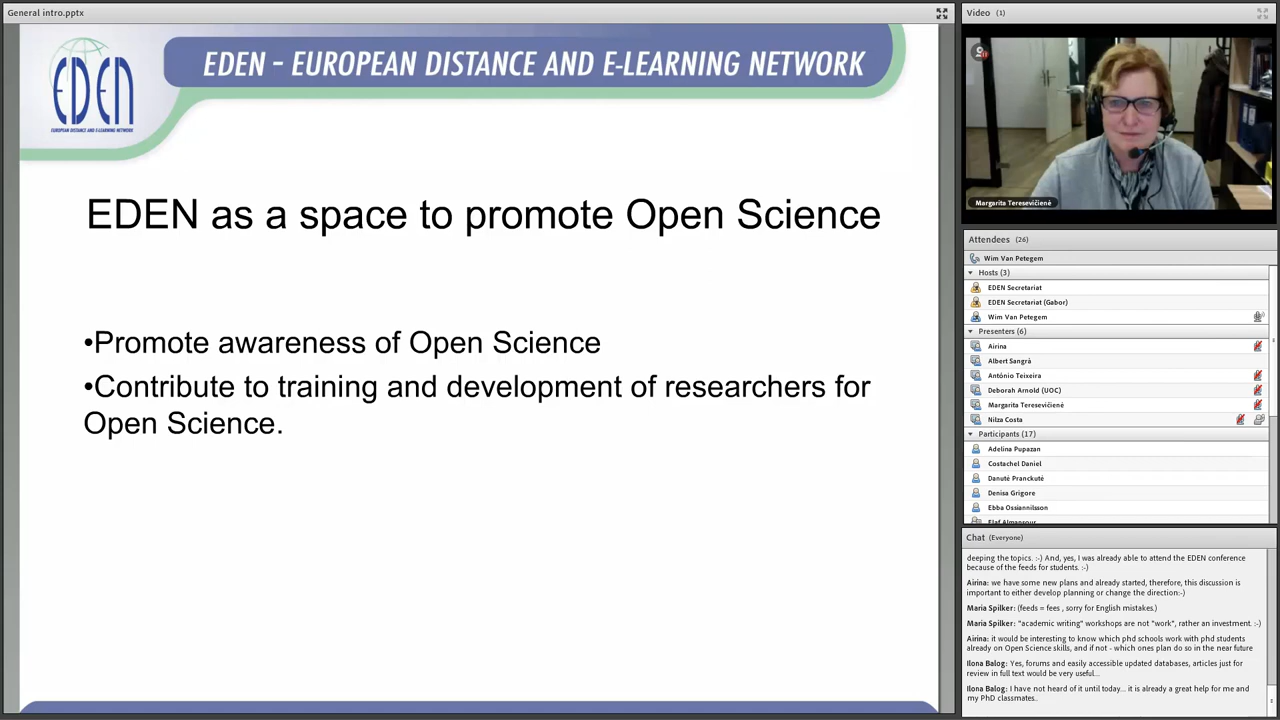 General intro.pptx
EDEN
EUROPEAN DISTANCE AND E-LEARNING NETWORK
EDEN – EUROPEAN DISTANCE AND E-LEARNING NETWORK
EDEN as a space to promote Open Science
•Promote awareness of Open Science
•Contribute to training and development of researchers for
Open Science.
Video (1)
Margarita Teresevičienė
Attendees (26)
Wim Van Petegem
Hosts (3)
EDEN Secretariat
EDEN Secretariat (Gabor)
Wim Van Petegem
Presenters (6)
Airina
Albert Sangrà
António Teixeira
Deborah Arnold (UOC)
Margarita Teresevičienė
Nilza Costa
Participants (17)
Adelina Pupazan
Costachel Daniel
Danutė Pranckutė
Denisa Grigore
Ebba Ossiannilsson
Elaf Almansour
Chat (Everyone)
deeping the topics. :-) And, yes, I was already able to attend the EDEN conference
because of the feeds for students. :-)
Airina: we have some new plans and already started, therefore, this discussion is
important to either develop planning or change the direction:-)
Maria Spilker: (feeds = fees , sorry for English mistakes.)
Maria Spilker: "academic writing" workshops are not "work", rather an investment. :-)
Airina: it would be interesting to know which phd schools work with phd students
already on Open Science skills, and if not - which ones plan do so in the near future
Ilona Balog: Yes, forums and easily accessible updated databases, articles just for
review in full text would be very useful...
Ilona Balog: I have not heard of it until today... it is already a great help for me and
my PhD classmates..